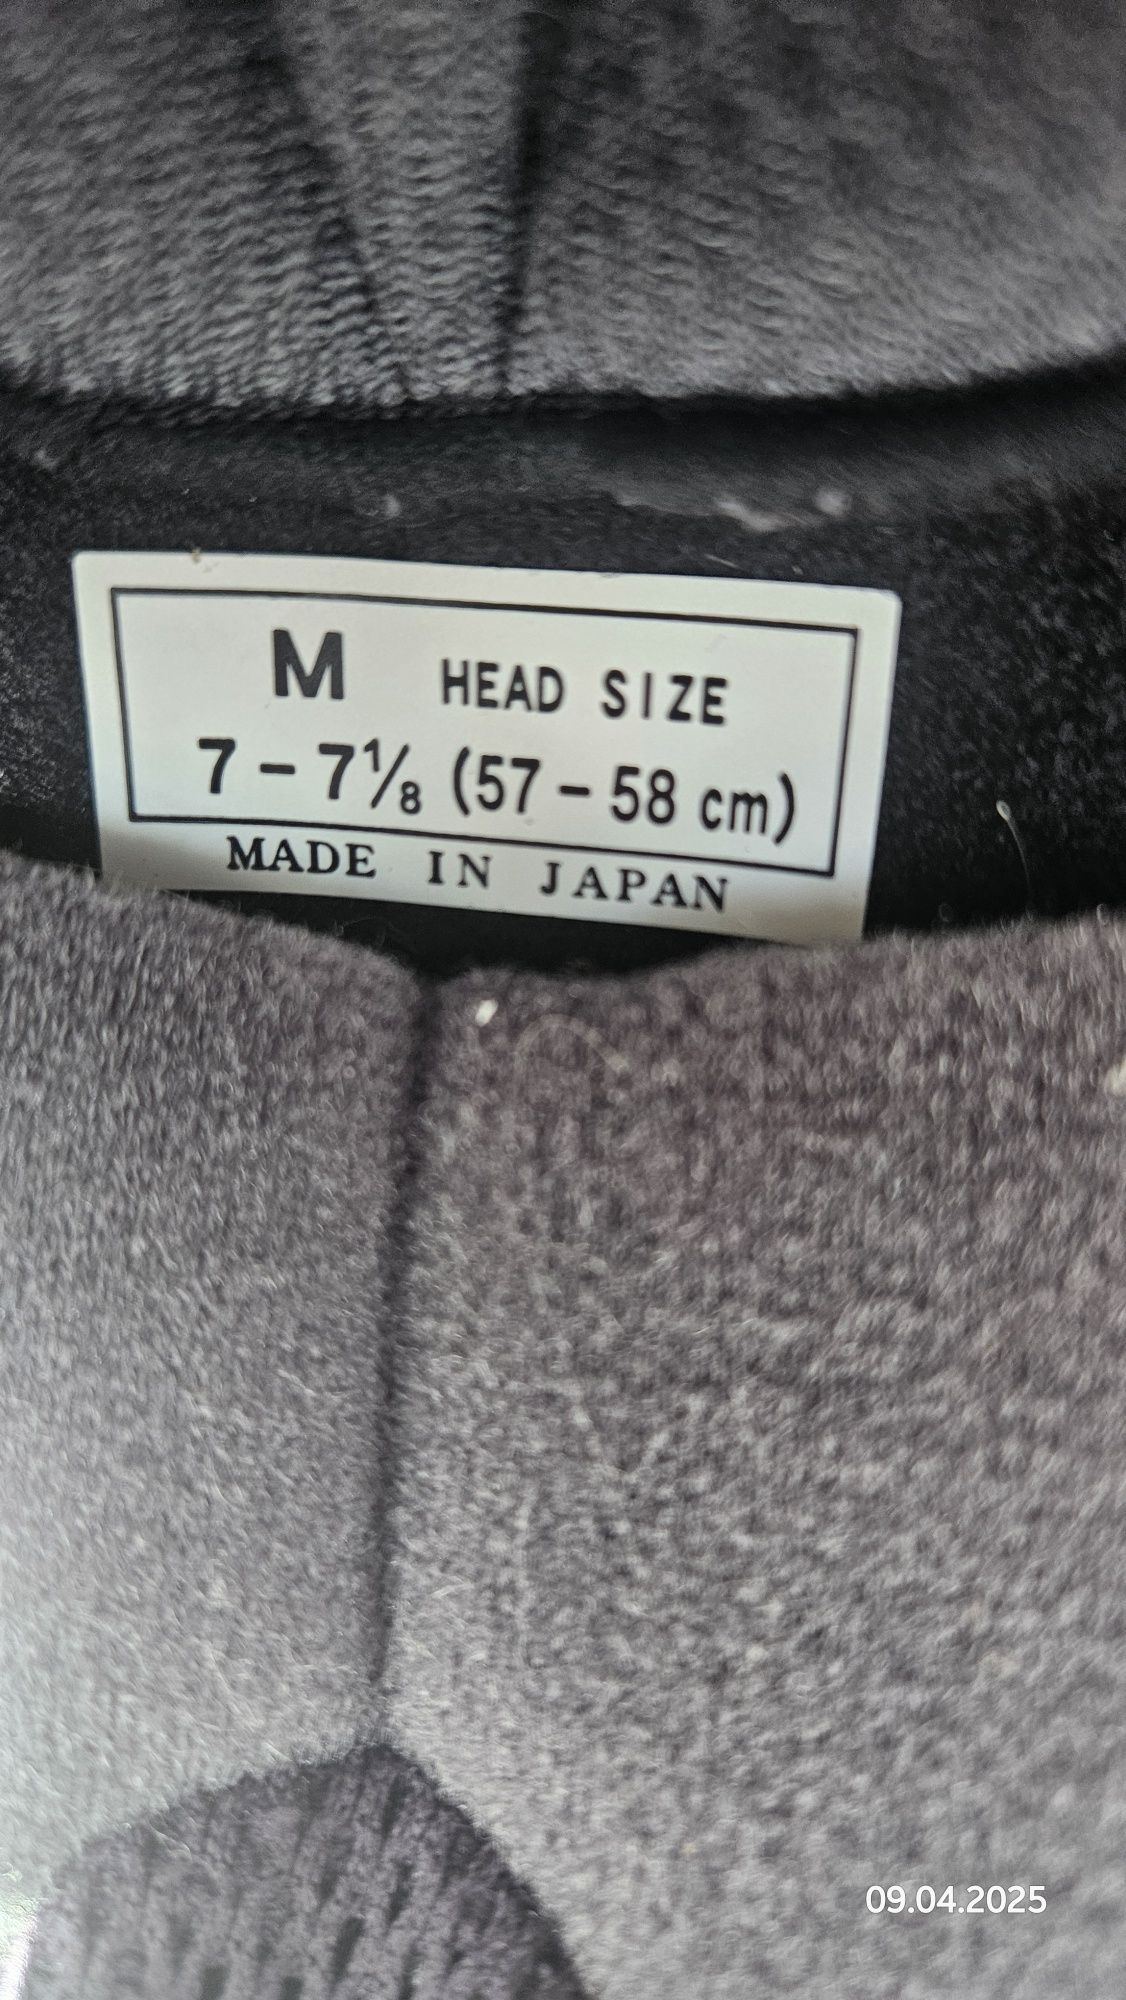 M HEAD SIZE
7 – 7⅛ (57 – 58 cm)
MADE IN JAPAN
09.04.2025